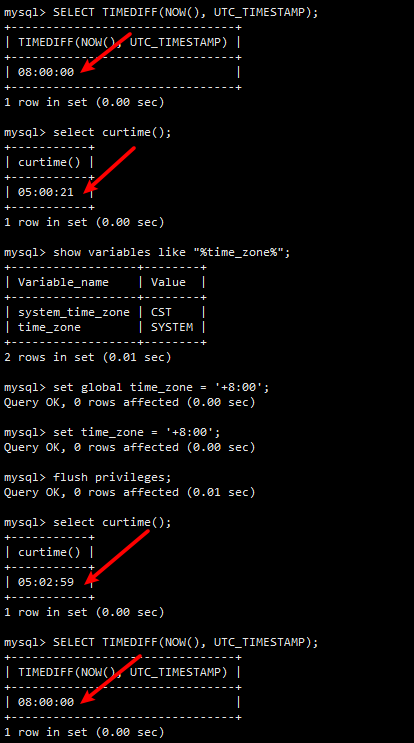 mysql> SELECT TIMEDIFF(NOW(), UTC_TIMESTAMP);
+--------------------------------+
| TIMEDIFF(NOW(), UTC_TIMESTAMP) |
+--------------------------------+
| 08:00:00                       |
+--------------------------------+
1 row in set (0.00 sec)

mysql> select curtime();
+-----------+
| curtime() |
+-----------+
| 05:00:21  |
+-----------+
1 row in set (0.00 sec)

mysql> show variables like "%time_zone%";
+------------------+--------+
| Variable_name    | Value  |
+------------------+--------+
| system_time_zone | CST    |
| time_zone        | SYSTEM |
+------------------+--------+
2 rows in set (0.01 sec)

mysql> set global time_zone = '+8:00';
Query OK, 0 rows affected (0.00 sec)

mysql> set time_zone = '+8:00';
Query OK, 0 rows affected (0.00 sec)

mysql> flush privileges;
Query OK, 0 rows affected (0.01 sec)

mysql> select curtime();
+-----------+
| curtime() |
+-----------+
| 05:02:59  |
+-----------+
1 row in set (0.00 sec)

mysql> SELECT TIMEDIFF(NOW(), UTC_TIMESTAMP);
+--------------------------------+
| TIMEDIFF(NOW(), UTC_TIMESTAMP) |
+--------------------------------+
| 08:00:00                       |
+--------------------------------+
1 row in set (0.00 sec)